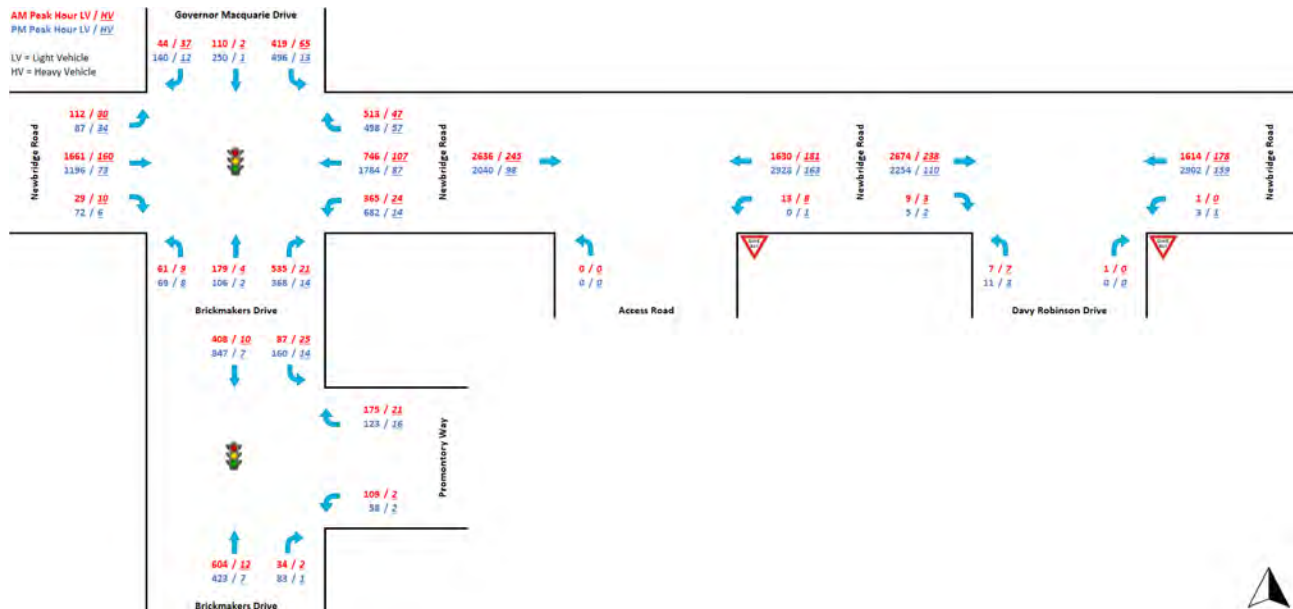 AM Peak Hour LV / HV
PM Peak Hour LV / HV
LV = Light Vehicle
HV = Heavy Vehicle
Governor Macquarie Drive
44 / 37 110 / 2 419 / 65
140 / 12 250 / 1 496 / 13
Newbridge Road
112 / 30
87 / 34
1661 / 160
1196 / 73
29 / 10
72 / 6
513 / 47
498 / 57
746 / 107
1764 / 87
365 / 24
682 / 14
Newbridge Road
61 / 9 179 / 4 535 / 21
69 / 8 106 / 2 368 / 14
Brickmakers Drive
2636 / 245
2040 / 98
1630 / 181
2928 / 163
13 / 8
0 / 1
0 / 0
0 / 0
Access Road
Newbridge Road
2674 / 238
2254 / 110
9 / 3
5 / 2
1614 / 178
2902 / 159
1 / 0
3 / 1
Newbridge Road
7 / 7
1 / 0
0 / 0
Davy Robinson Drive
408 / 10 87 / 25
847 / 7 160 / 14
175 / 21
123 / 16
109 / 2
58 / 2
Promontory Way
604 / 12 34 / 2
423 / 7 83 / 1
Brickmakers Drive